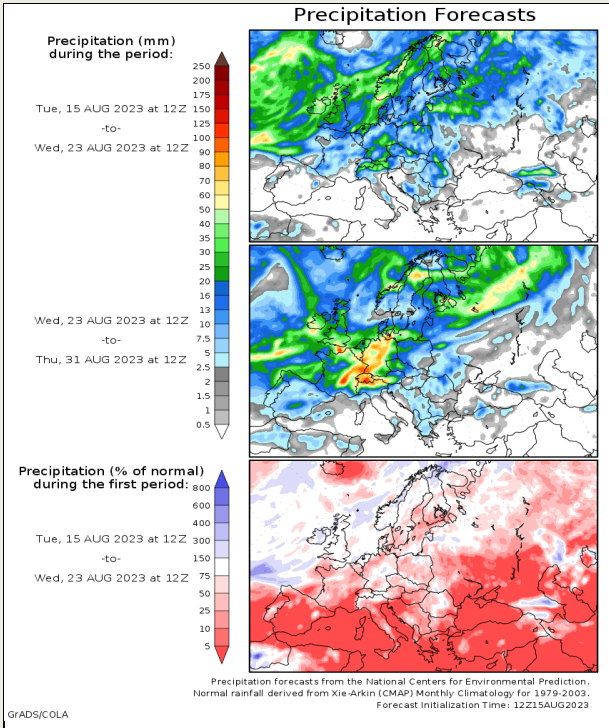 Precipitation Forecasts
Precipitation (mm)
during the period:
Tue, 15 AUG 2023 at 12Z
-to-
Wed, 23 AUG 2023 at 12Z
250
200
175
150
125
100
90
80
70
60
50
40
35
30
25
20
16
13
10
7.5
5
2.5
2
1.5
1
0.5
Wed, 23 AUG 2023 at 12Z
-to-
Thu, 31 AUG 2023 at 12Z
Precipitation (% of normal)
during the first period:
Tue, 15 AUG 2023 at 12Z
-to-
Wed, 23 AUG 2023 at 12Z
800
600
400
300
150
75
50
25
10
5
Precipitation forecasts from the National Centers for Environmental Prediction.
Normal rainfall derived from Xie-Arkin (CMAP) Monthly Climatology for 1979-2003.
Forecast Initialization Time: 12Z15AUG2023
GrADS/COLA